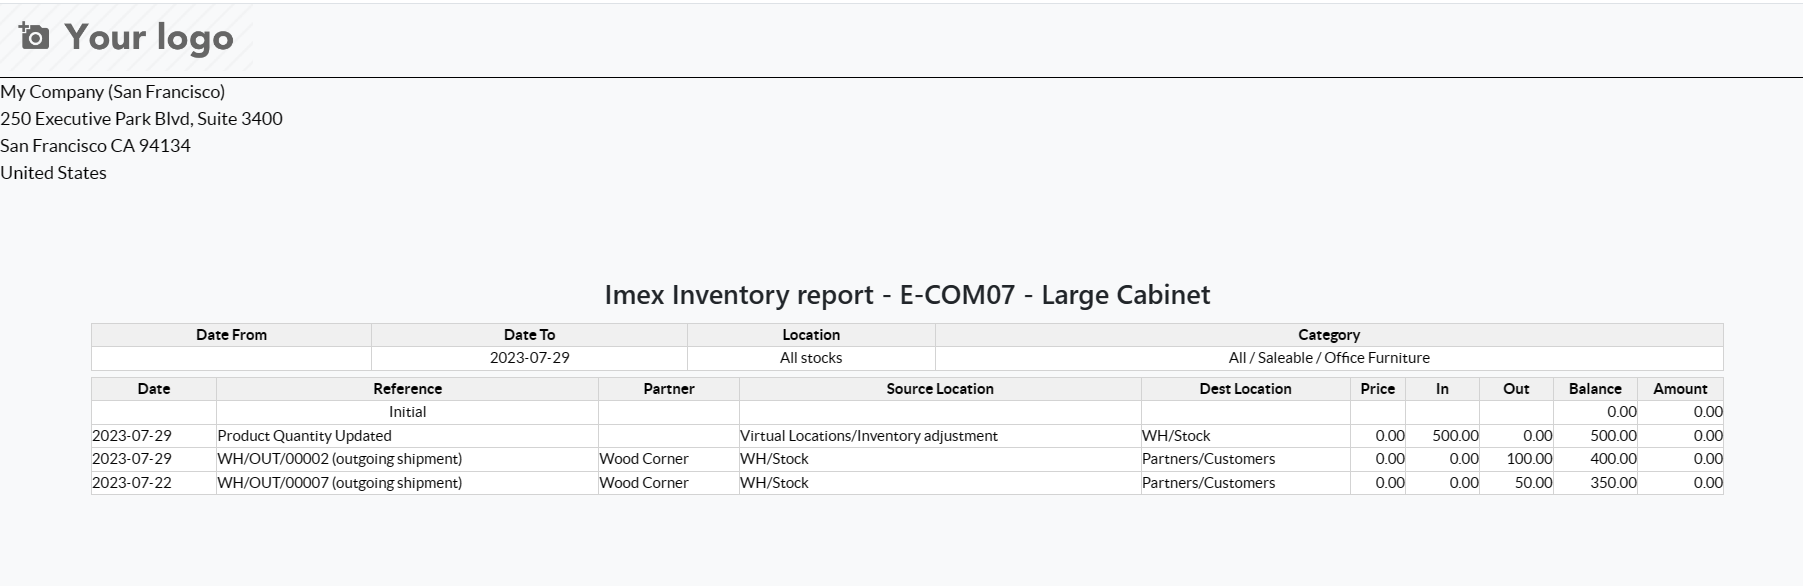 Your logo
My Company (San Francisco)
250 Executive Park Blvd, Suite 3400
San Francisco CA 94134
United States
Imex Inventory report - E-COM07 - Large Cabinet
Date From Date To Location Category
2023-07-29 All stocks All / Saleable / Office Furniture
Date Reference Partner Source Location Dest Location Price In Out Balance Amount
Initial 0.00 0.00
2023-07-29 Product Quantity Updated Virtual Locations/Inventory adjustment WH/Stock 0.00 500.00 0.00 500.00 0.00
2023-07-29 WH/OUT/00002 (outgoing shipment) Wood Corner WH/Stock Partners/Customers 0.00 0.00 100.00 400.00 0.00
2023-07-22 WH/OUT/00007 (outgoing shipment) Wood Corner WH/Stock Partners/Customers 0.00 0.00 50.00 350.00 0.00